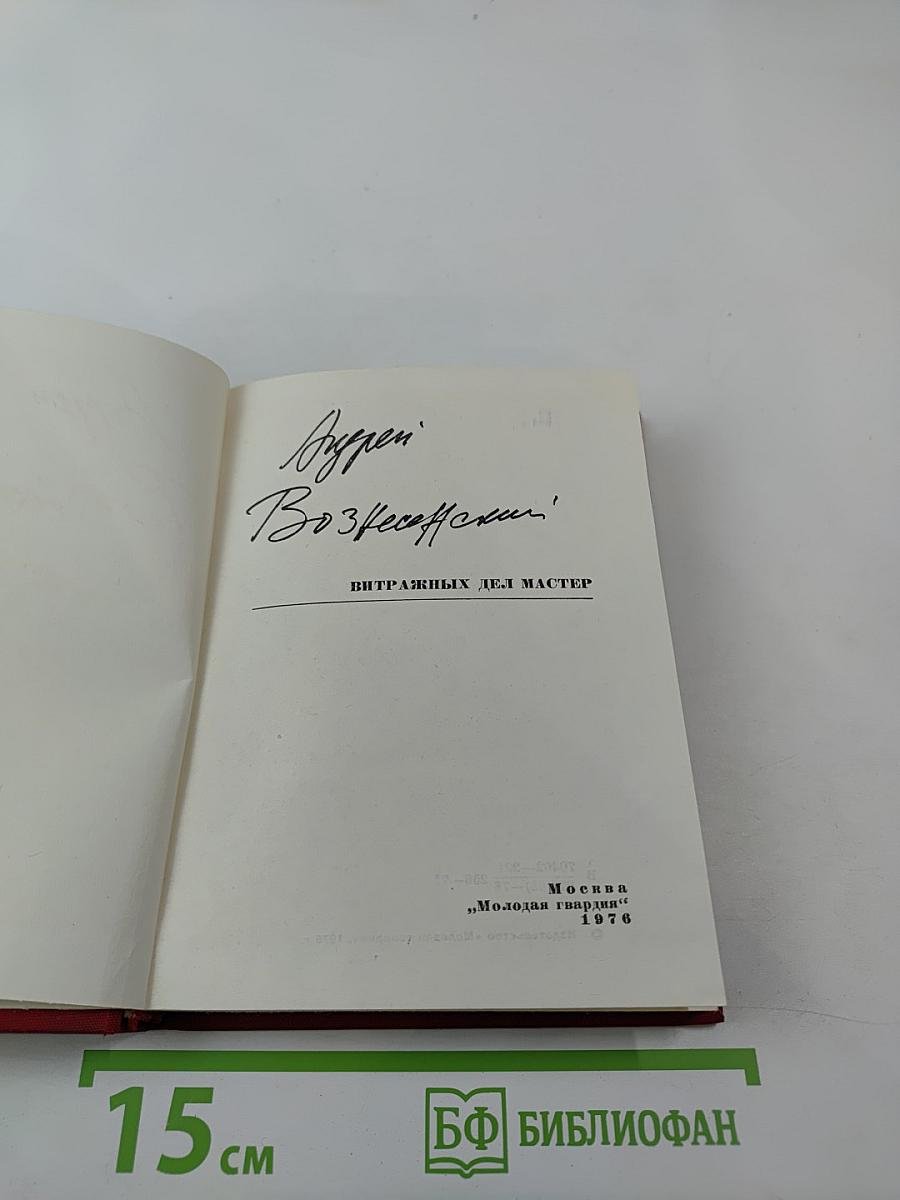 Андрей
Вознесенский
ВИТРАЖНЫХ ДЕЛ МАСТЕР
Москва
„Молодая гвардия“
1976
15 см
БФ БИБЛИОФАН